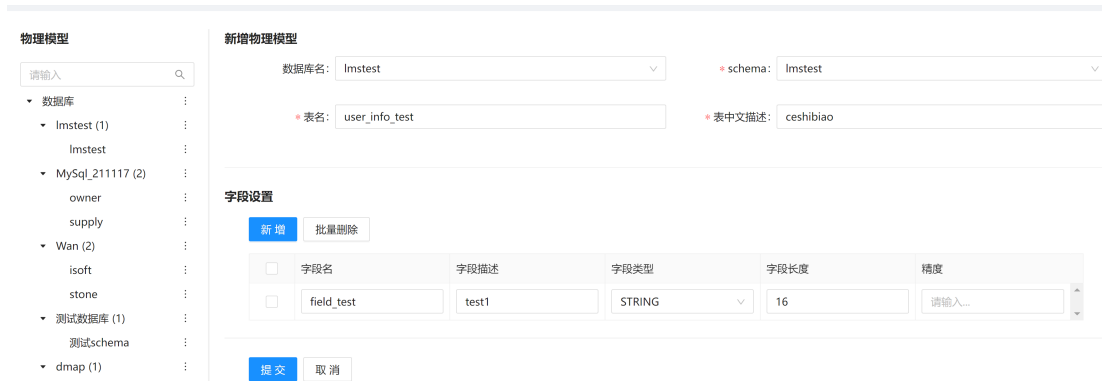 物理模型
请输入
数据库
lmstest (1)
lmstest
MySql_211117 (2)
owner
supply
Wan (2)
isoft
stone
测试数据库 (1)
测试schema
dmap (1)
新增物理模型
数据库名: lmstest
* schema: lmstest
* 表名: user_info_test
* 表中文描述: ceshibiao
字段设置
新 增 批量删除
字段名 字段描述 字段类型 字段长度 精度
field_test test1 STRING 16 请输入...
提 交 取 消